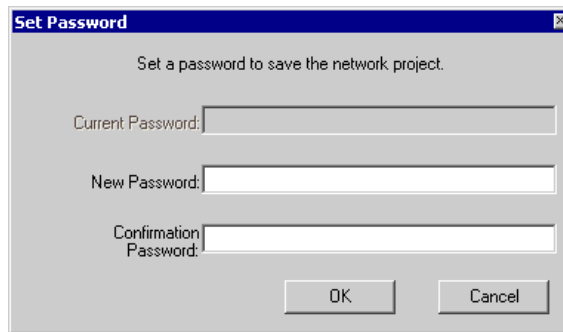 Set Password
Set a password to save the network project.
Current Password:
New Password:
Confirmation
Password:
OK Cancel